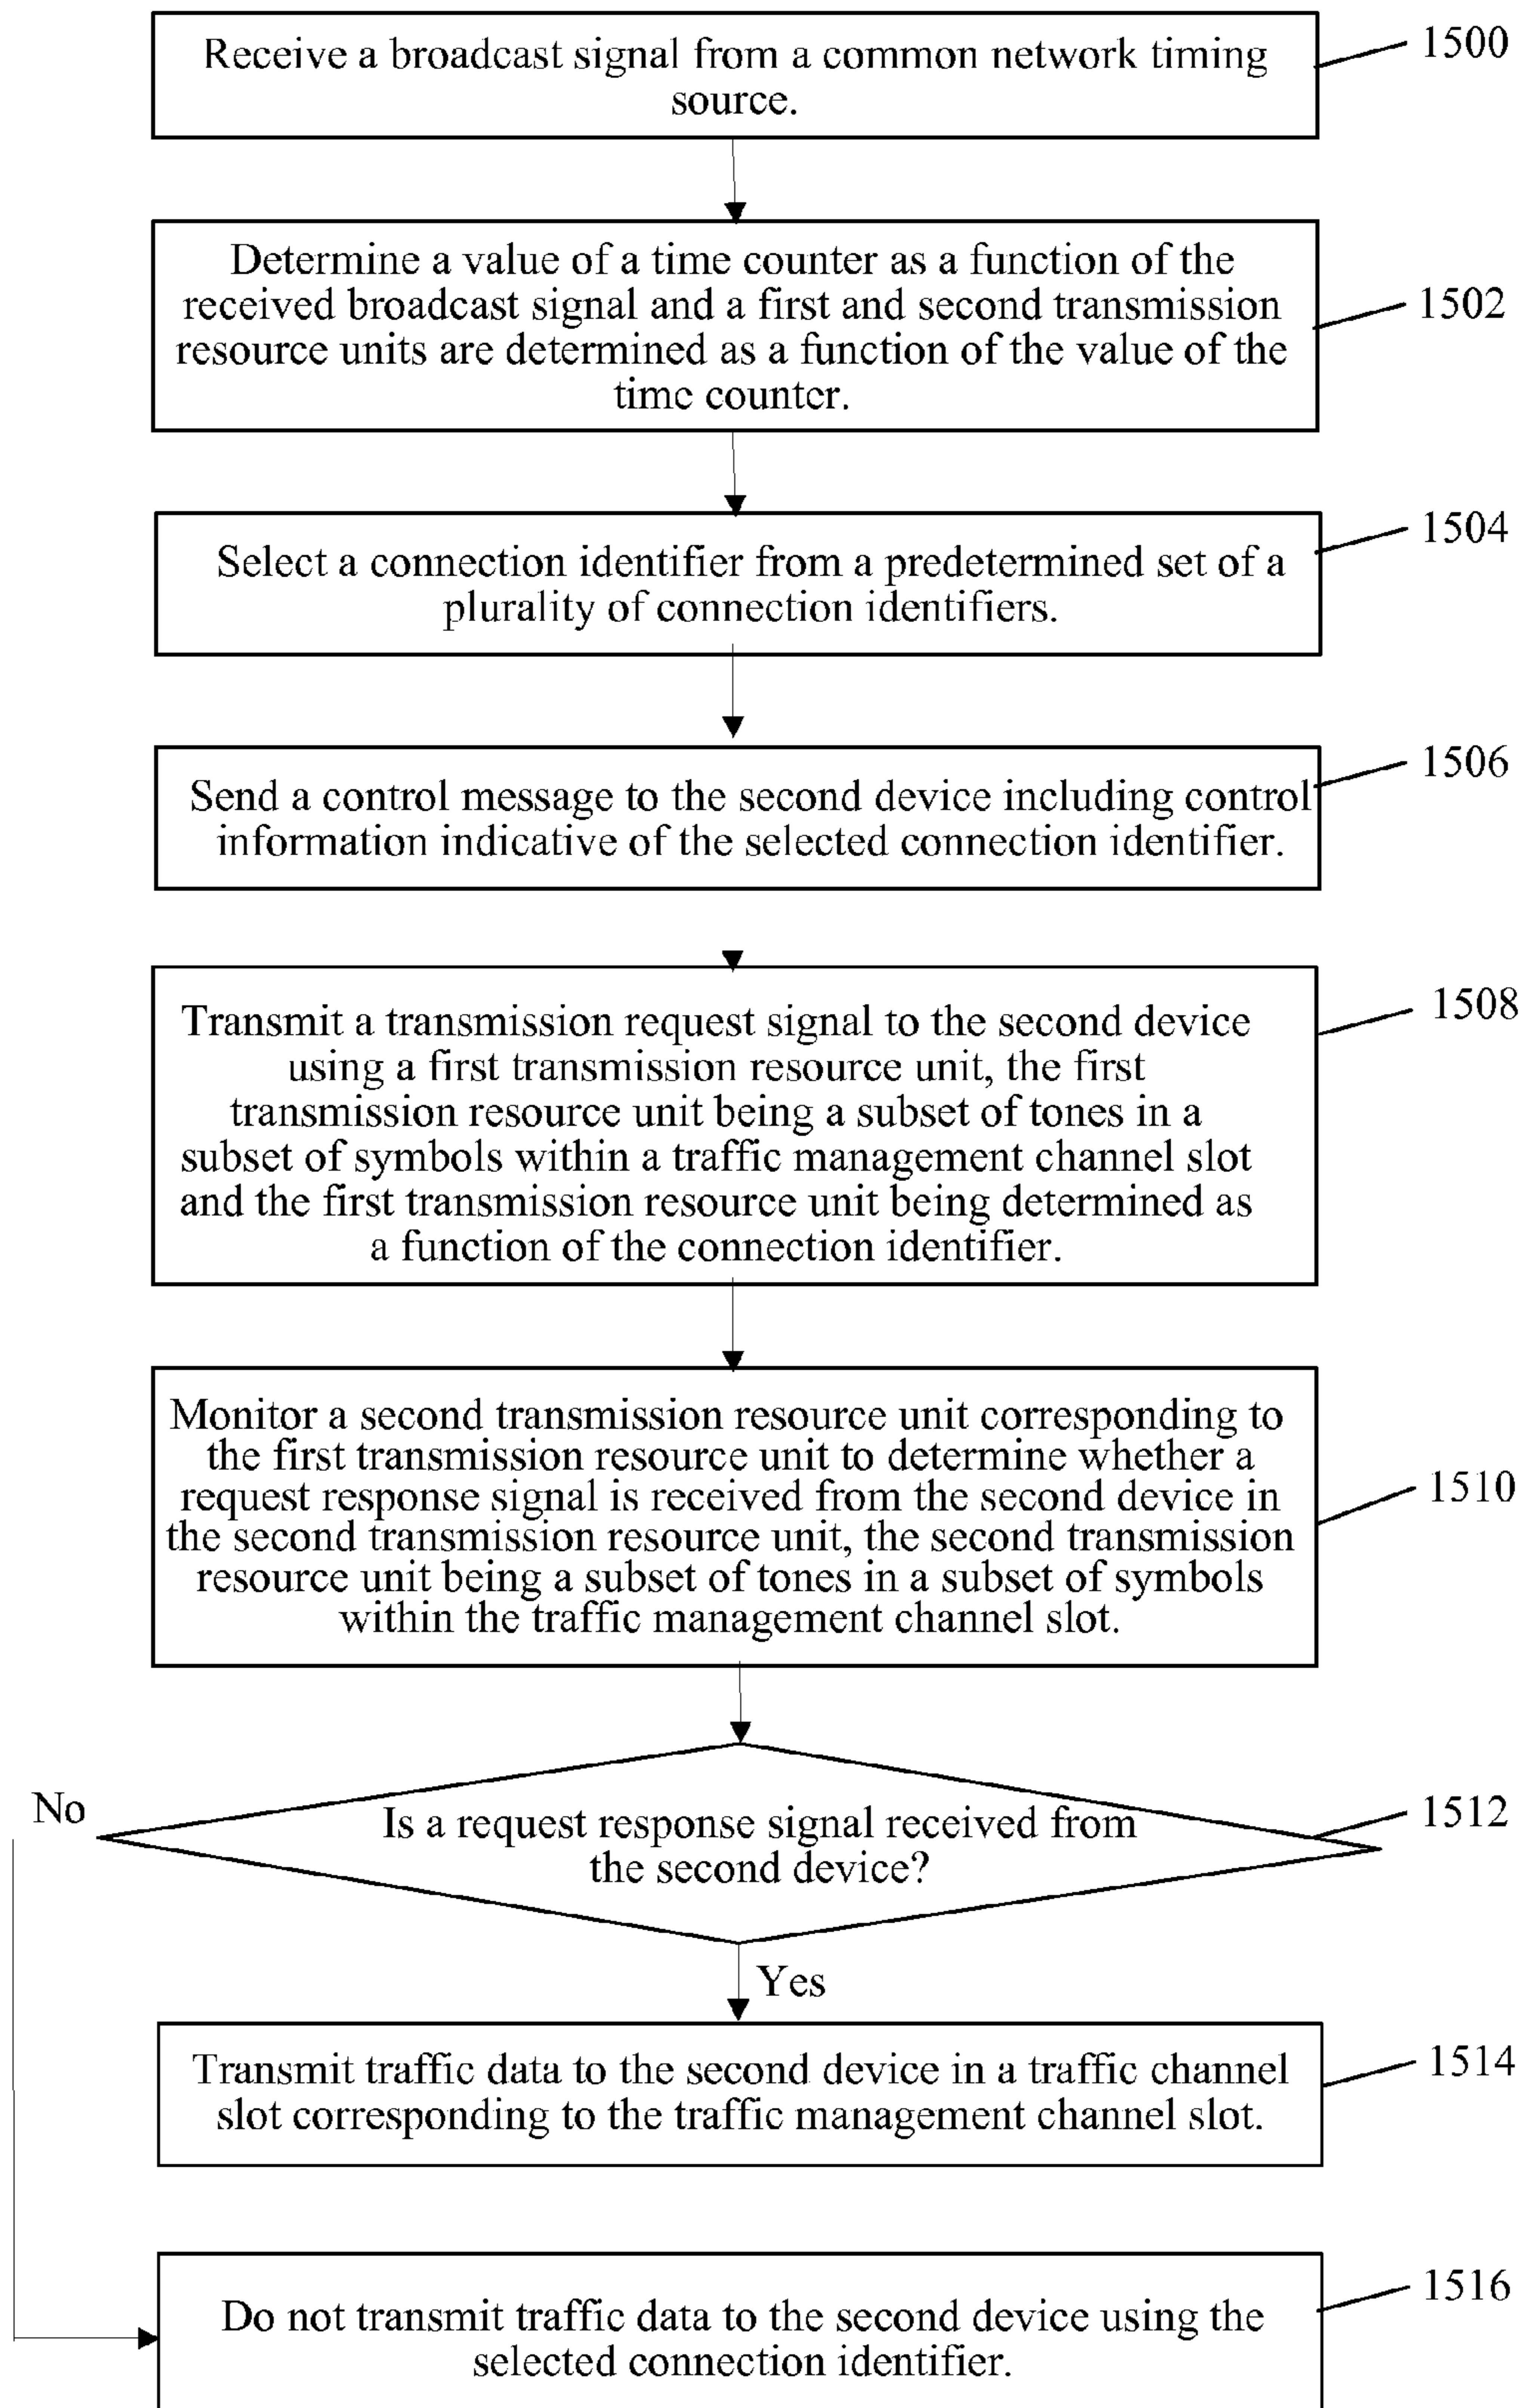 Receive a broadcast signal from a common network timing
source.
1500
Determine a value of a time counter as a function of the
received broadcast signal and a first and second transmission
resource units are determined as a function of the value of the
time counter.
1502
Select a connection identifier from a predetermined set of a
plurality of connection identifiers.
1504
Send a control message to the second device including control
information indicative of the selected connection identifier.
1506
Transmit a transmission request signal to the second device
using a first transmission resource unit, the first
transmission resource unit being a subset of tones in a
subset of symbols within a traffic management channel slot
and the first transmission resource unit being determined as
a function of the connection identifier.
1508
Monitor a second transmission resource unit corresponding to
the first transmission resource unit to determine whether a
request response signal is received from the second device in
the second transmission resource unit, the second transmission
resource unit being a subset of tones in a subset of symbols
within the traffic management channel slot.
1510
No
Is a request response signal received from
the second device?
1512
Yes
Transmit traffic data to the second device in a traffic channel
slot corresponding to the traffic management channel slot.
1514
Do not transmit traffic data to the second device using the
selected connection identifier.
1516